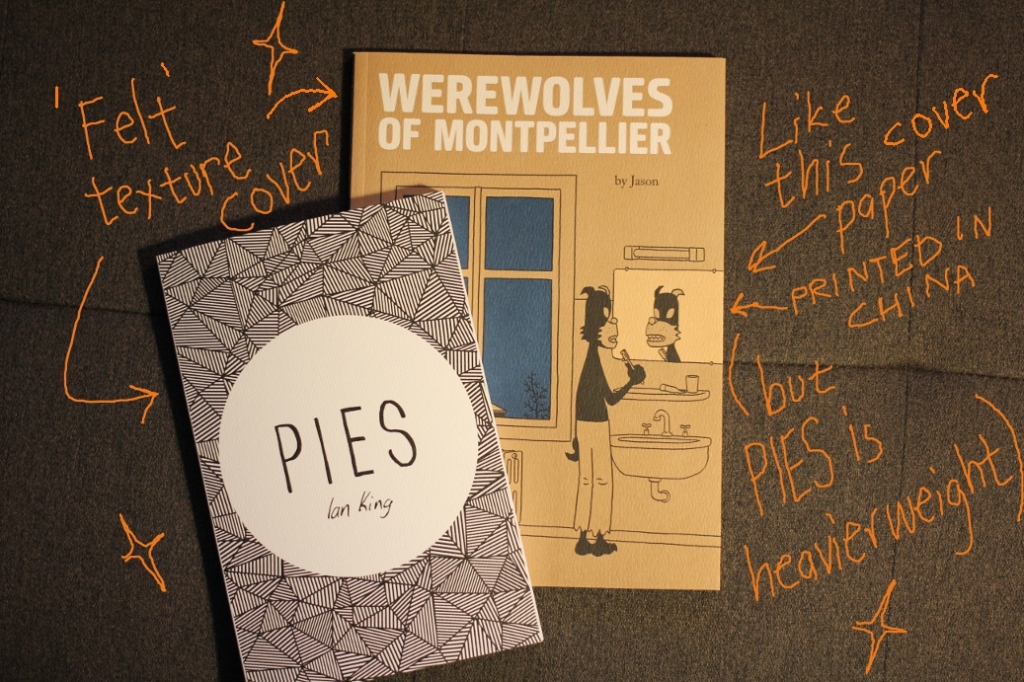 'Felt'
texture
cover
WEREWOLVES
OF MONTPELLIER
by Jason
PIES
Ian King
Like
this cover
paper
PRINTED IN
CHINA
(but
PIES is
heavierweight)